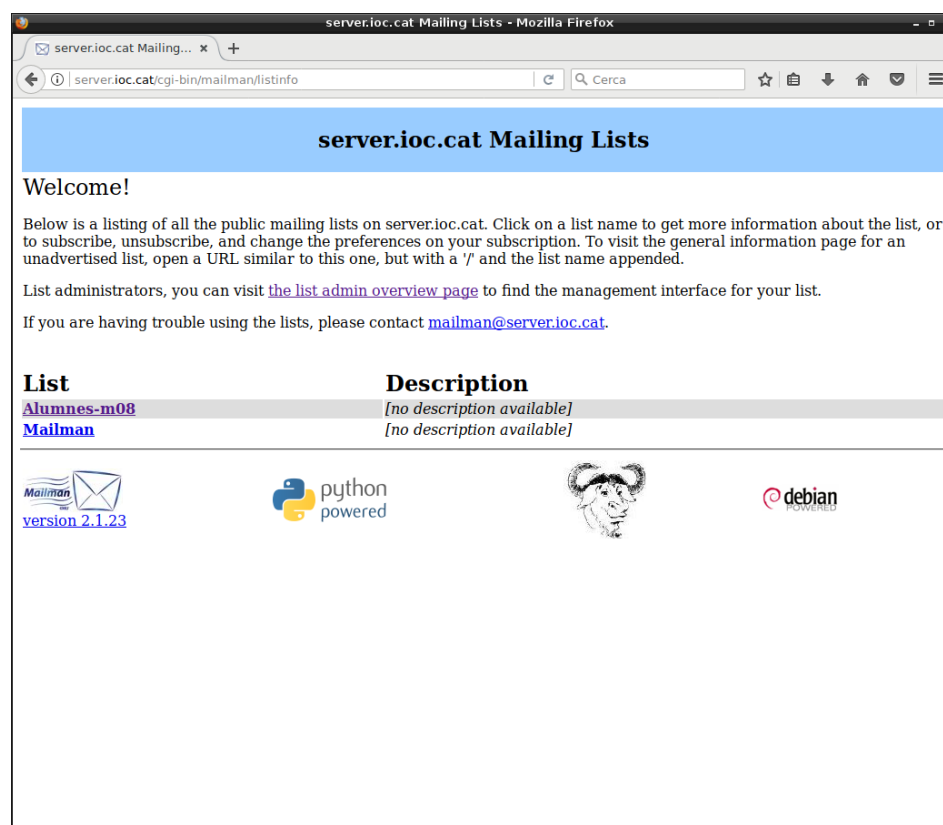 server.ioc.cat Mailing Lists - Mozilla Firefox
server.ioc.cat Mailing...
server.ioc.cat/cgi-bin/mailman/listinfo
Cerca
server.ioc.cat Mailing Lists
Welcome!
Below is a listing of all the public mailing lists on server.ioc.cat. Click on a list name to get more information about the list, or
to subscribe, unsubscribe, and change the preferences on your subscription. To visit the general information page for an
unadvertised list, open a URL similar to this one, but with a '/' and the list name appended.
List administrators, you can visit the list admin overview page to find the management interface for your list.
If you are having trouble using the lists, please contact mailman@server.ioc.cat.
List Description
Alumnes-m08 [no description available]
Mailman [no description available]
Mailman
version 2.1.23
python
powered
debian
POWERED